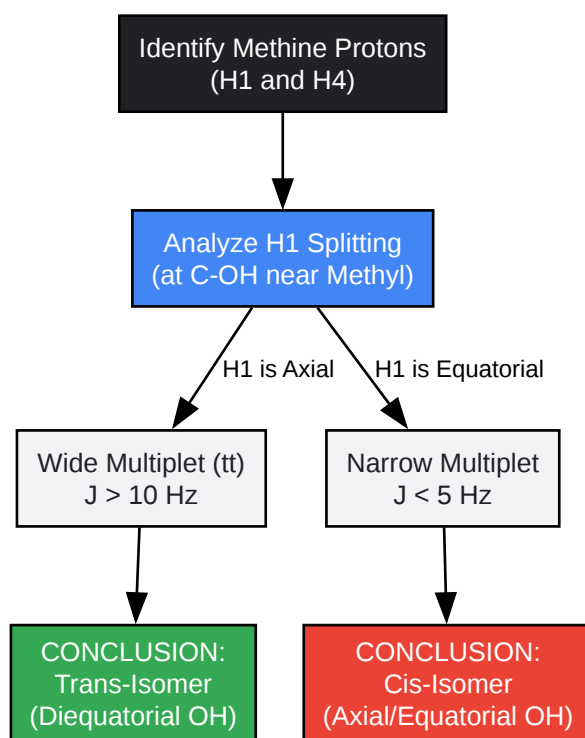 Identify Methine Protons
(H1 and H4)
Analyze H1 Splitting
(at C-OH near Methyl)
H1 is Axial
H1 is Equatorial
Wide Multiplet (tt)
J > 10 Hz
Narrow Multiplet
J < 5 Hz
CONCLUSION:
Trans-Isomer
(Diequatorial OH)
CONCLUSION:
Cis-Isomer
(Axial/Equatorial OH)